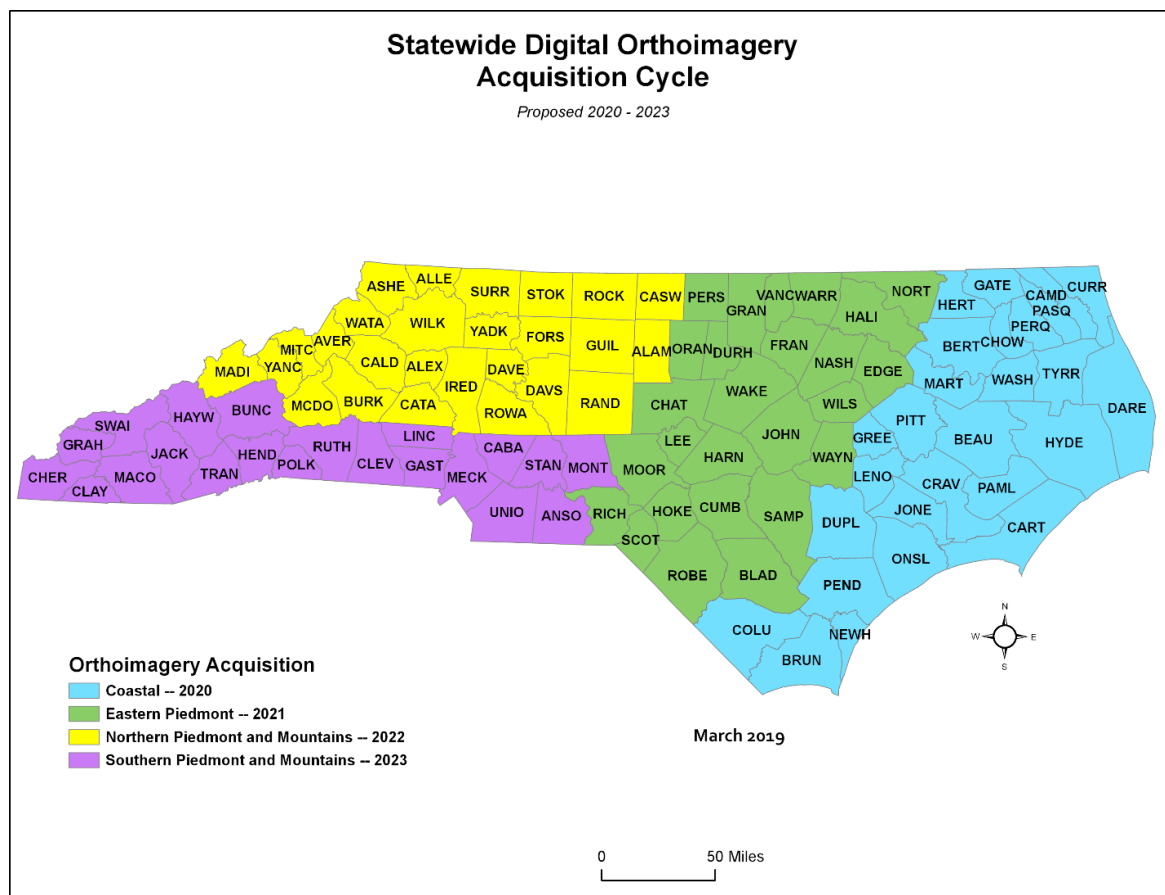 Statewide Digital Orthoimagery
Acquisition Cycle
Proposed 2020 - 2023
ASHE
ALLE
SURR
STOK
ROCK
CASW
PERS
GRAN
VANC
WARR
NORT
HERT
GATE
CAMD
CURR
PASQ
PERQ
WATA
WILK
YADK
FORS
GUIL
ALAM
ORAN
DURH
FRAN
HALI
NASH
EDGE
BERT
CHOW
MITC
AVER
YANC
MADI
CALD
ALEX
IRED
DAVE
DAVS
RAND
CHAT
WAKE
WILS
MART
WASH
TYRR
DARE
MCDO
BURK
CATA
ROWA
PITT
GREE
BEAU
HYDE
SWAI
HAYW
BUNC
GRAH
JACK
HEND
RUTH
LINC
CABA
STAN
MONT
MOOR
LEE
HARN
JOHN
WAYN
LENO
CRAV
PAML
CHER
CLAY
MACO
TRAN
POLK
CLEV
GAST
MECK
UNIO
ANSO
RICH
HOKE
CUMB
SAMP
DUPL
JONE
CART
SCOT
ONSL
ROBE
BLAD
PEND
COLU
NEWH
BRUN
N
W
E
S
Orthoimagery Acquisition
Coastal -- 2020
Eastern Piedmont -- 2021
Northern Piedmont and Mountains -- 2022
Southern Piedmont and Mountains -- 2023
March 2019
0 50 Miles